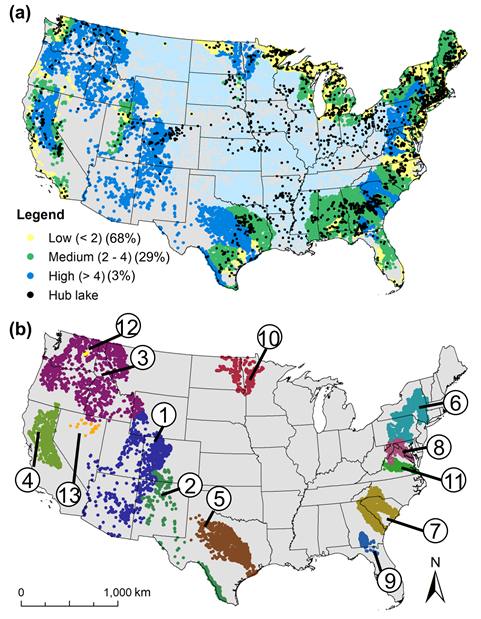 (a)
Legend
Low (< 2) (68%)
Medium (2 - 4) (29%)
High (> 4) (3%)
Hub lake
(b)
12
3
10
1
6
4
8
2
13
5
11
7
9
N
0 1,000 km